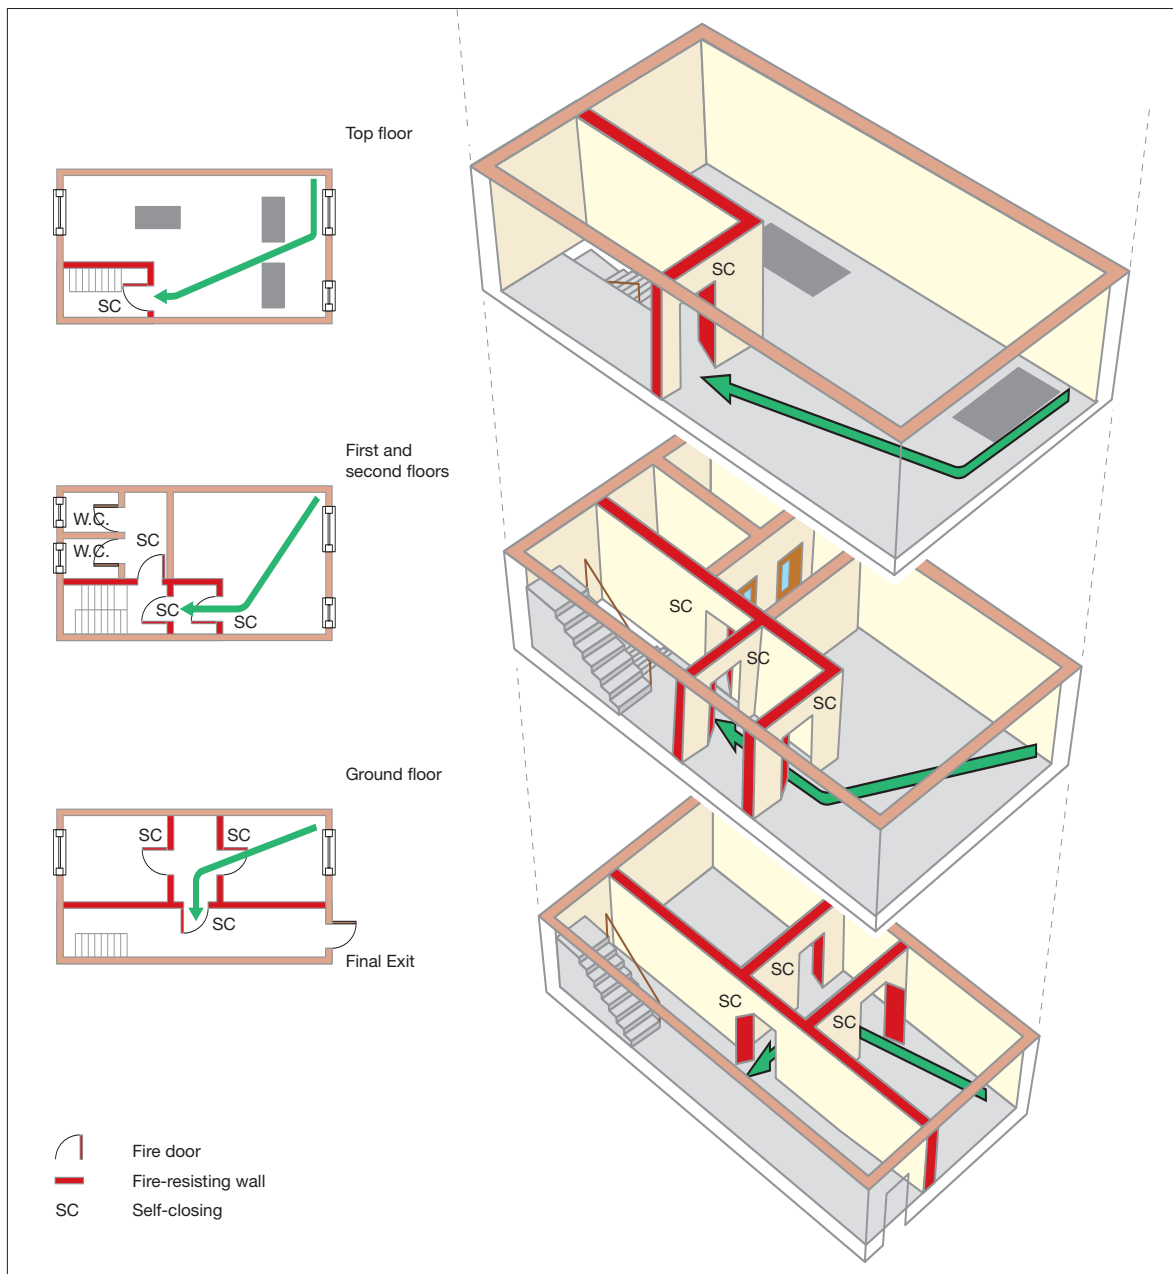 Top floor
SC
SC
First and
second floors
W.C.
SC
W.C.
SC
SC
SC
SC
SC
Ground floor
SC
SC
SC
Final Exit
SC
SC
SC
Fire door
Fire-resisting wall
SC
Self-closing